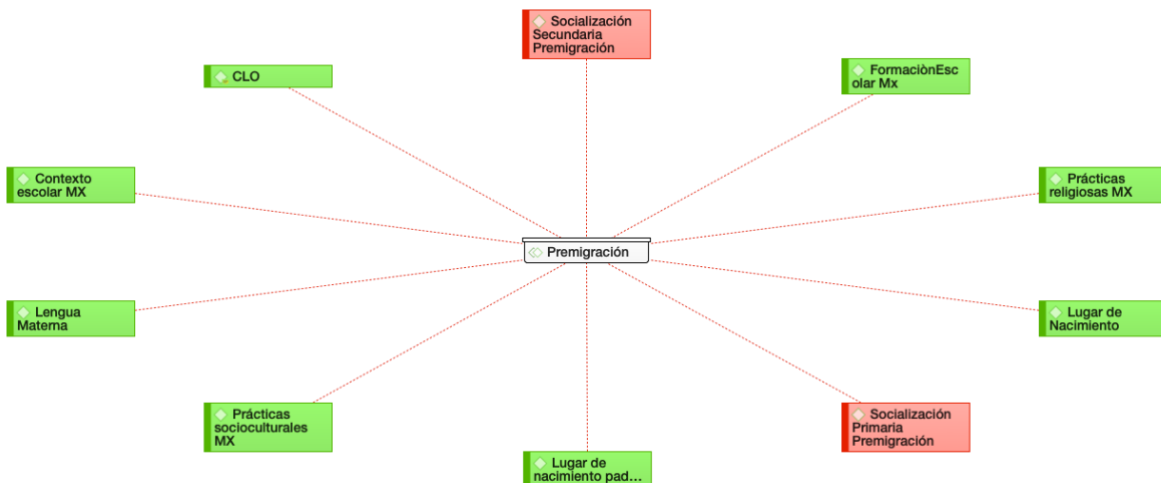 Socialización
Secundaria
Premigración
CLO
FormaciònEsc
olar Mx
Contexto
escolar MX
Prácticas
religiosas MX
Premigración
Lengua
Materna
Lugar de
Nacimiento
Prácticas
socioculturales
MX
Socialización
Primaria
Premigración
Lugar de
nacimiento pad...